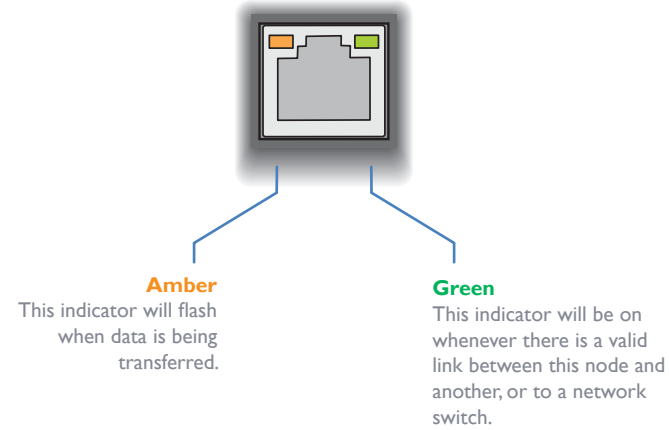 Amber
This indicator will flash
when data is being
transferred.
Green
This indicator will be on
whenever there is a valid
link between this node and
another, or to a network
switch.